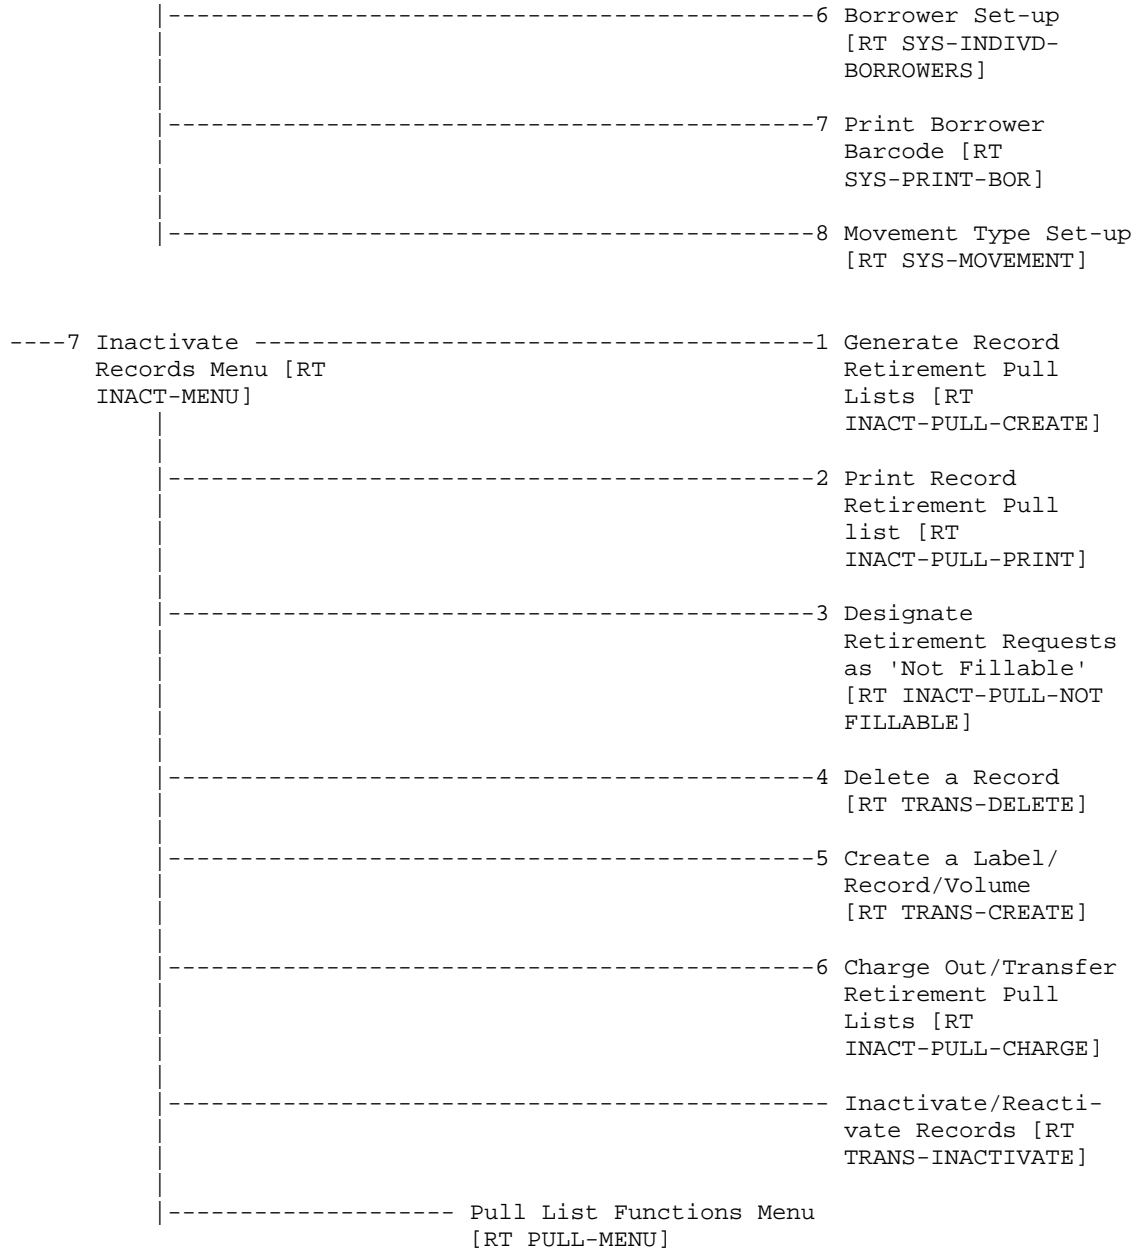 |---------------------------------------------6 Borrower Set-up
| [RT SYS-INDIVD-
| BORROWERS]
|
|---------------------------------------------7 Print Borrower
| Barcode [RT
| SYS-PRINT-BOR]
|
|---------------------------------------------8 Movement Type Set-up
[RT SYS-MOVEMENT]
----7 Inactivate ---------------------------------------1 Generate Record
Records Menu [RT Retirement Pull
INACT-MENU] Lists [RT
| INACT-PULL-CREATE]
|
|---------------------------------------------2 Print Record
| Retirement Pull
| list [RT
| INACT-PULL-PRINT]
|
|---------------------------------------------3 Designate
| Retirement Requests
| as 'Not Fillable'
| [RT INACT-PULL-NOT
| FILLABLE]
|
|---------------------------------------------4 Delete a Record
| [RT TRANS-DELETE]
|
|---------------------------------------------5 Create a Label/
| Record/Volume
| [RT TRANS-CREATE]
|
|---------------------------------------------6 Charge Out/Transfer
| Retirement Pull
| Lists [RT
| INACT-PULL-CHARGE]
|
|---------------------------------------------- Inactivate/Reacti-
| vate Records [RT
| TRANS-INACTIVATE]
|
|-------------------- Pull List Functions Menu
[RT PULL-MENU]